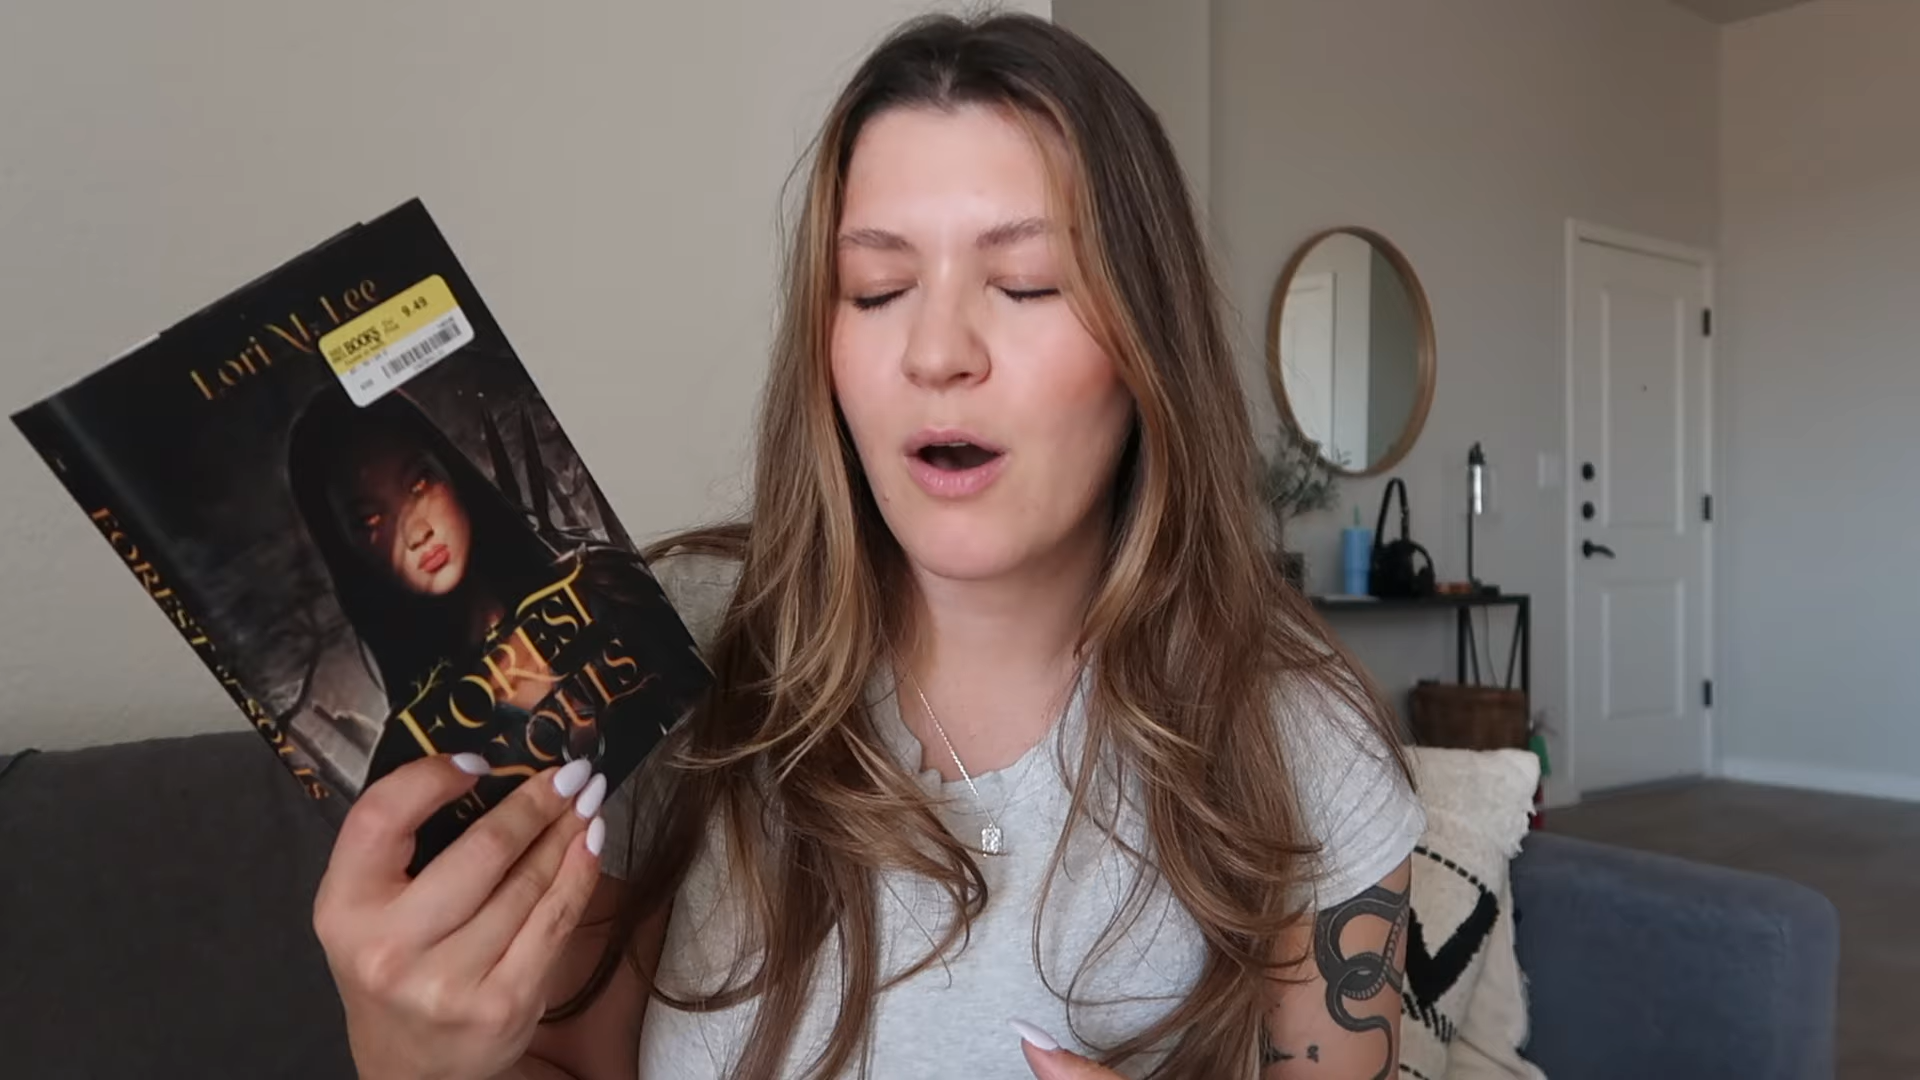 Lori M. Lee
BOOKS
9.49
FOREST
of
SOULS
FOREST of SOULS